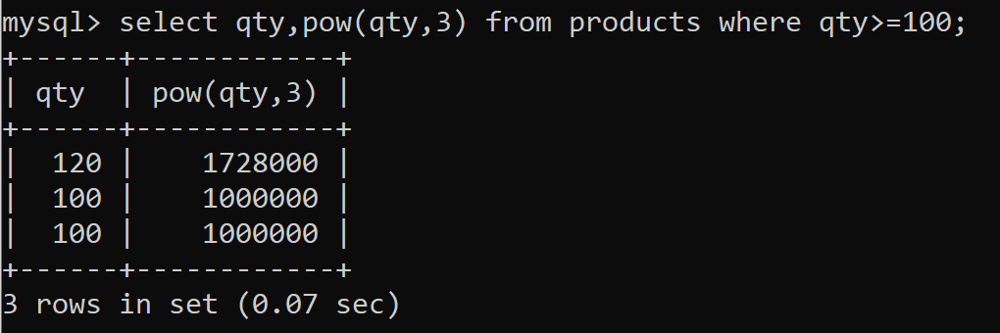 mysql> select qty,pow(qty,3) from products where qty>=100;
+------+------------+
| qty  | pow(qty,3) |
+------+------------+
|  120 |    1728000 |
|  100 |    1000000 |
|  100 |    1000000 |
+------+------------+
3 rows in set (0.07 sec)